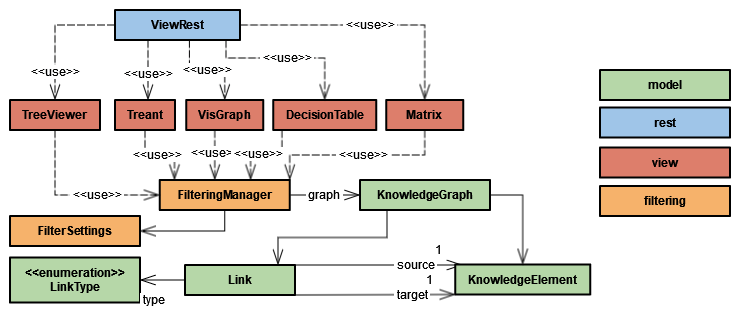 ViewRest
<<use>>
<<use>>
<<use>>
<<use>>
<<use>>
TreeViewer
Treant
VisGraph
DecisionTable
Matrix
<<use>>
<<use>>
<<use>>
<<use>>
<<use>>
FilteringManager
graph
KnowledgeGraph
FilterSettings
<<enumeration>>
LinkType
type
Link
source
1
target
1
KnowledgeElement
model
rest
view
filtering